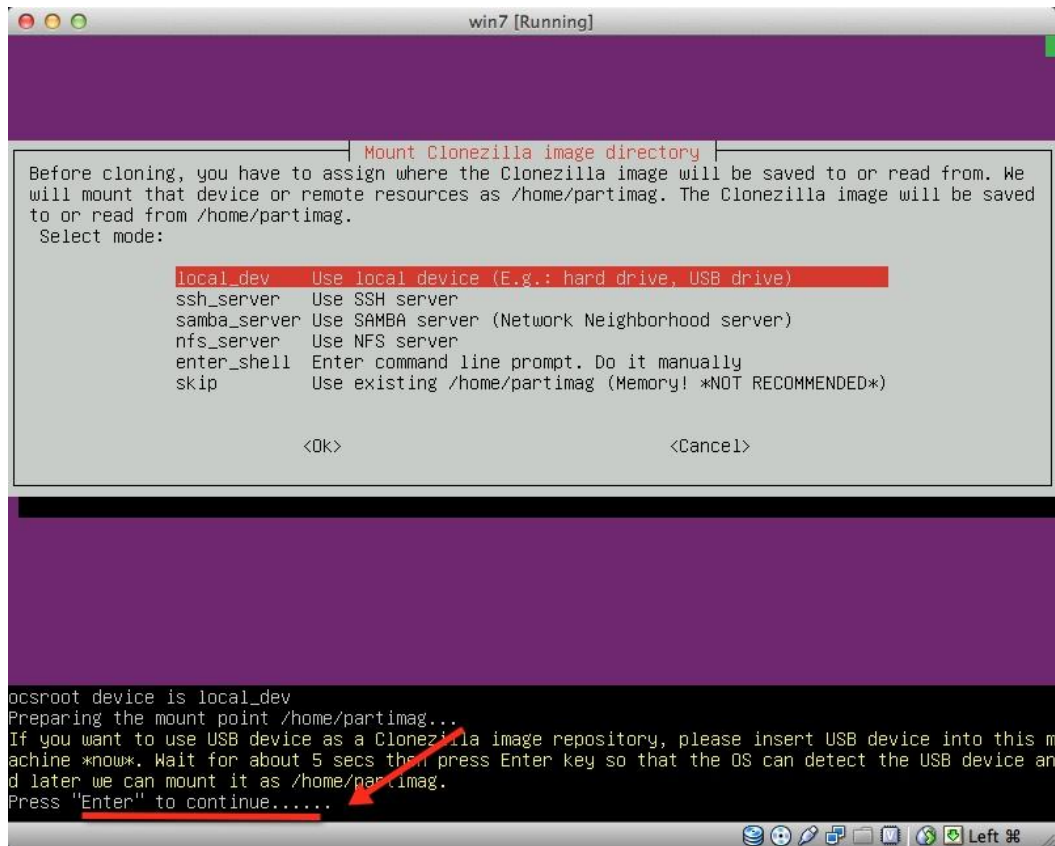 win7 [Running]
Mount Clonezilla image directory
Before cloning, you have to assign where the Clonezilla image will be saved to or read from. We
will mount that device or remote resources as /home/partimag. The Clonezilla image will be saved
to or read from /home/partimag.
Select mode:
local_dev Use local device (E.g.: hard drive, USB drive)
ssh_server Use SSH server
samba_server Use SAMBA server (Network Neighborhood server)
nfs_server Use NFS server
enter_shell Enter command line prompt. Do it manually
skip Use existing /home/partimag (Memory! *NOT RECOMMENDED*)
<Ok> <Cancel>
ocsroot device is local_dev
Preparing the mount point /home/partimag...
If you want to use USB device as a Clonezilla image repository, please insert USB device into this m
achine *now*. Wait for about 5 secs then press Enter key so that the OS can detect the USB device an
d later we can mount it as /home/partimag.
Press "Enter" to continue......
Left ⌘